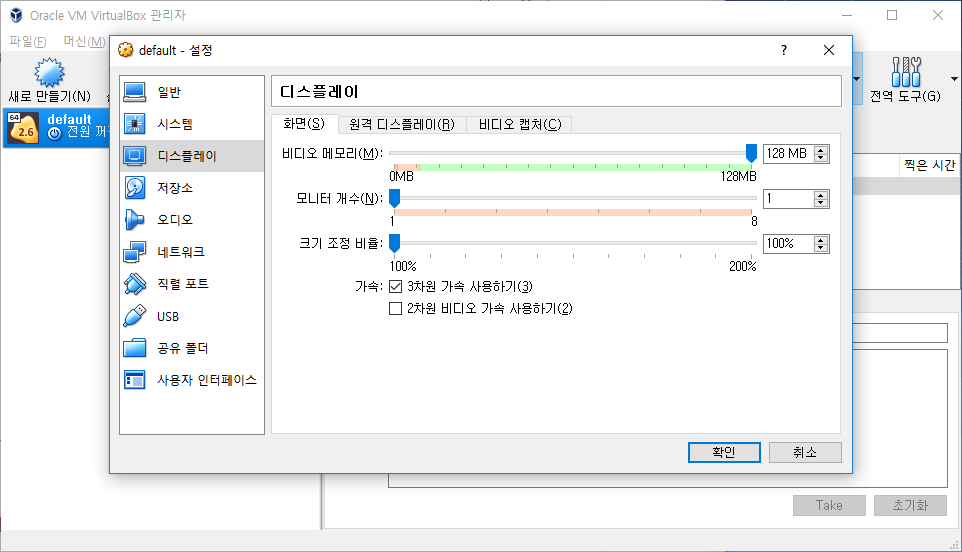 Oracle VM VirtualBox 관리자
파일(F) 머신(M)
새로 만들기(N)
전역 도구(G)
64
2.6
default
전원 꺼
찍은 시간
default - 설정
?
일반
시스템
디스플레이
저장소
오디오
네트워크
직렬 포트
USB
공유 폴더
사용자 인터페이스
디스플레이
화면(S) 원격 디스플레이(R) 비디오 캡처(C)
비디오 메모리(M): 128 MB
0MB 128MB
모니터 개수(N): 1
1 8
크기 조정 비율: 100%
100% 200%
가속: 3차원 가속 사용하기(3)
2차원 비디오 가속 사용하기(2)
확인 취소
Take 초기화